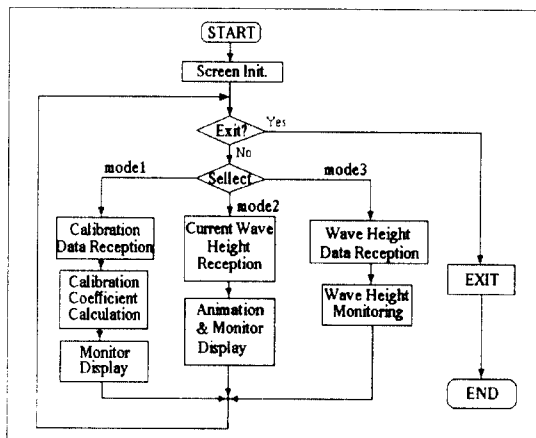 START
Screen Init.
Exit?
Yes
No
mode1
Sellect
mode3
mode2
Calibration
Data Reception
Current Wave
Height
Reception
Wave Height
Data Reception
Calibration
Coefficient
Calculation
Animation
& Monitor
Display
Wave Height
Monitoring
EXIT
Monitor
Display
END